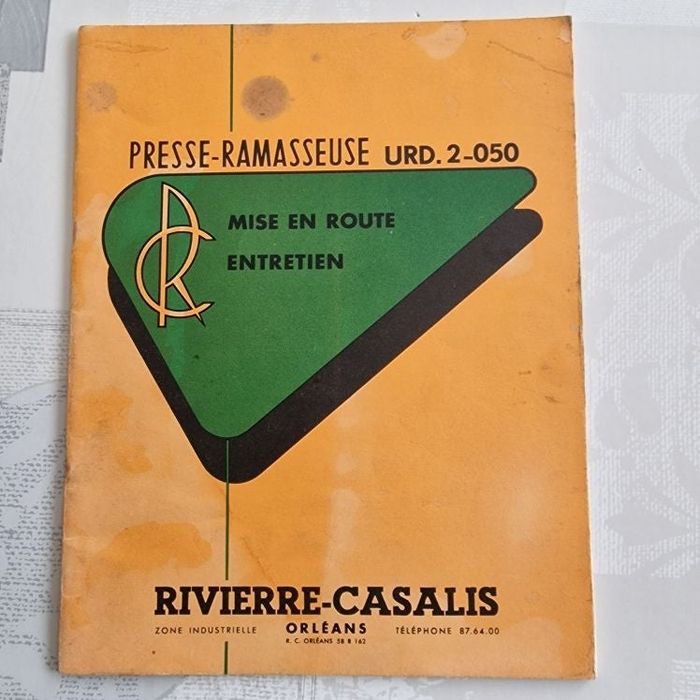 PRESSE-RAMASSEUSE URD. 2-050
RC
MISE EN ROUTE
ENTRETIEN
RIVIERRE-CASALIS
ZONE INDUSTRIELLE ORLÉANS TÉLÉPHONE 87.64.00
R. C. ORLÉANS 58 B 162